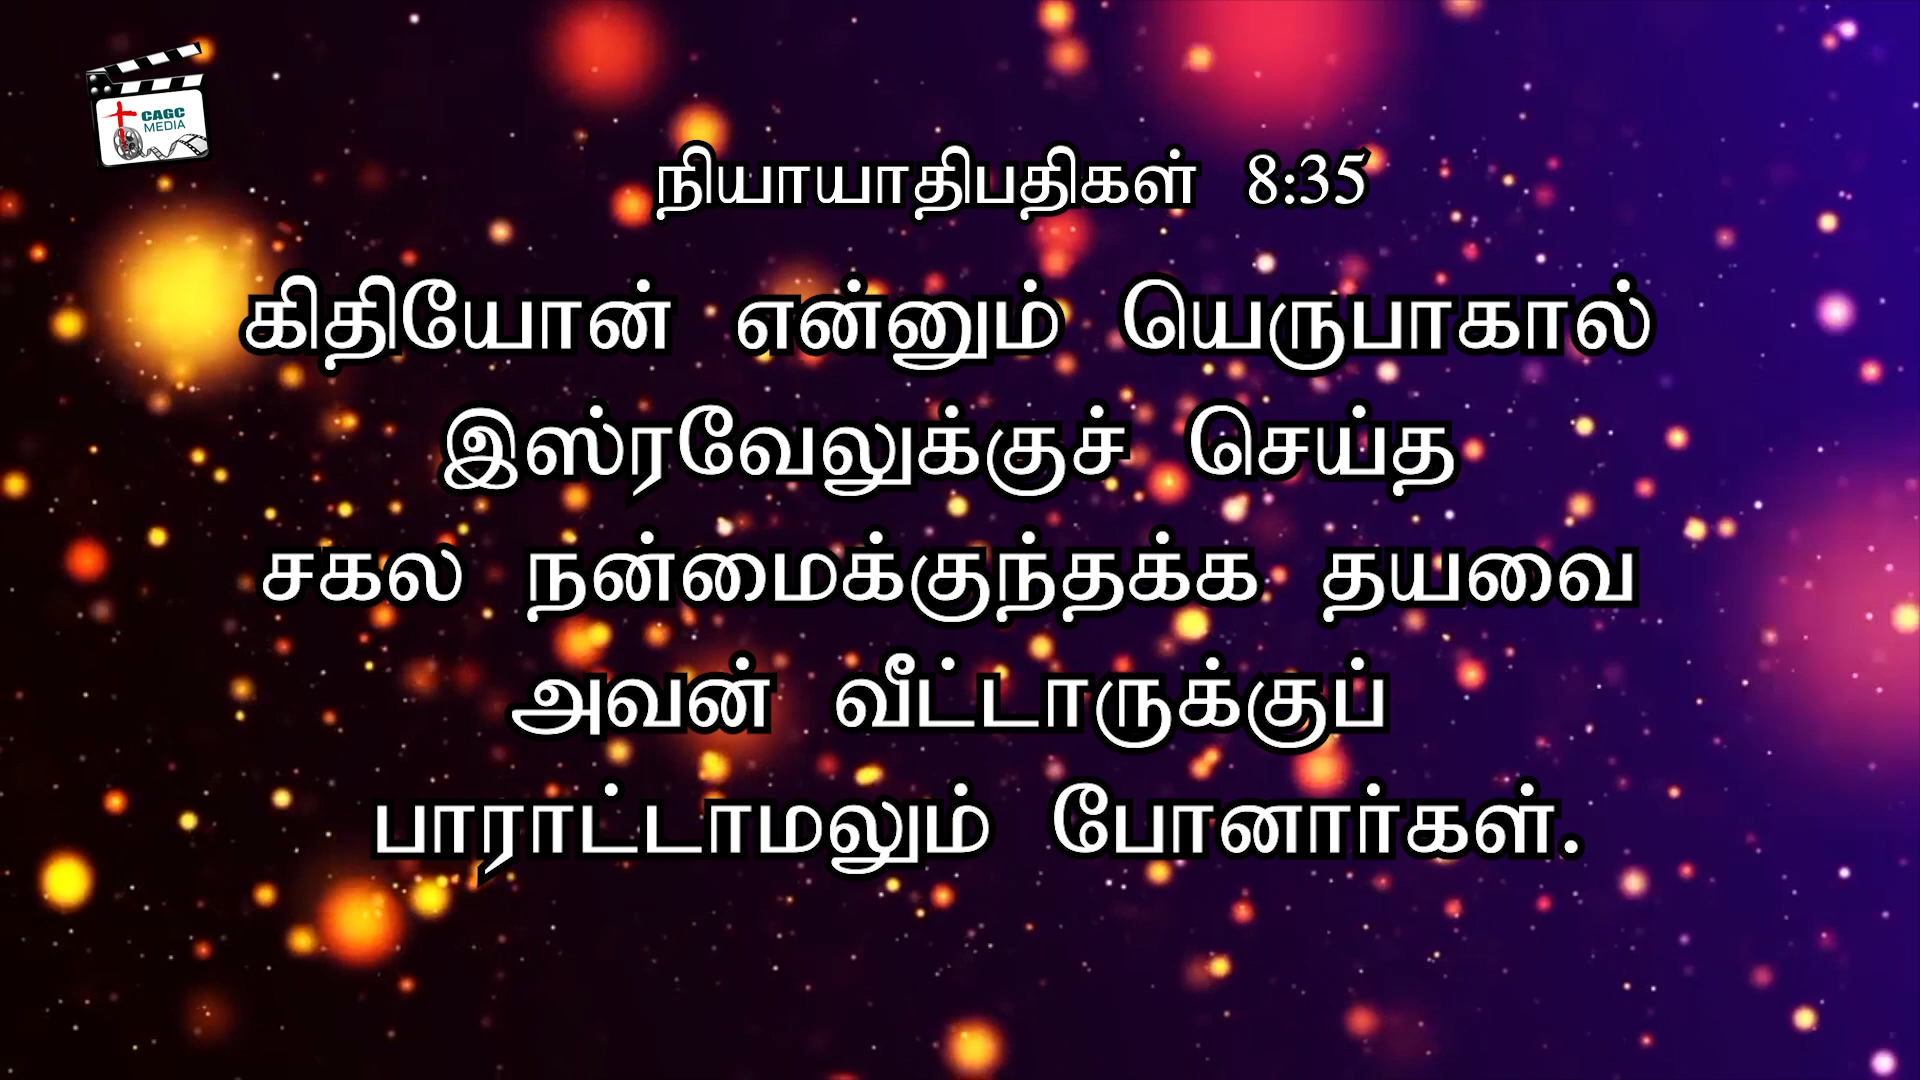 CAGC
MEDIA
நியாயாதிபதிகள் 8:35
கிதியோன் என்னும் யெருபாகால்
இஸ்ரவேலுக்குச் செய்த
சகல நன்மைக்குந்தக்க தயவை
அவன் வீட்டாருக்குப்
பாராட்டாமலும் போனார்கள்.